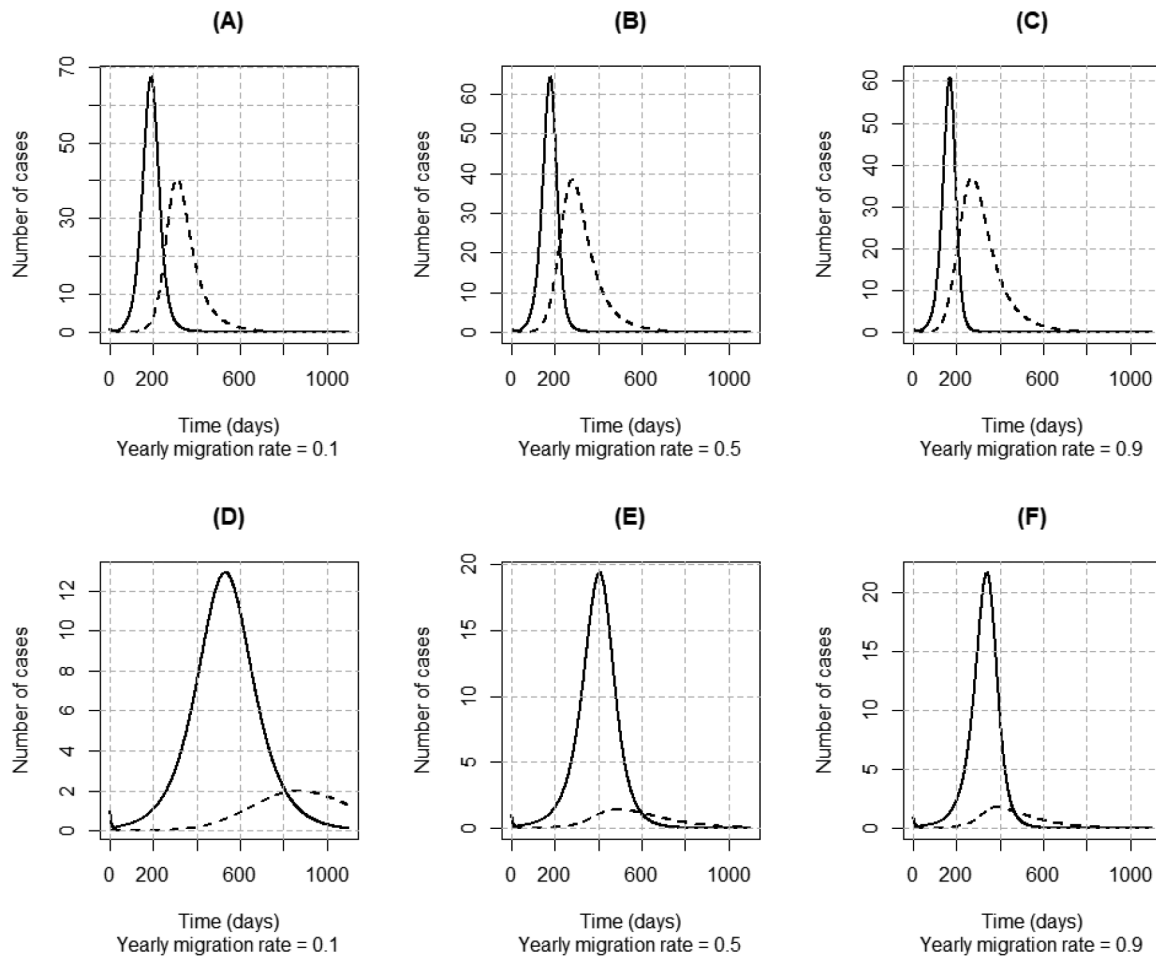 (A)
Number of cases
0 10 30 50 70
0 200 600 1000
Time (days)
Yearly migration rate = 0.1
(B)
Number of cases
0 10 20 30 40 50 60
0 200 600 1000
Time (days)
Yearly migration rate = 0.5
(C)
Number of cases
0 10 20 30 40 50 60
0 200 600 1000
Time (days)
Yearly migration rate = 0.9
(D)
Number of cases
0 2 4 6 8 10 12
0 200 600 1000
Time (days)
Yearly migration rate = 0.1
(E)
Number of cases
0 5 10 15 20
0 200 600 1000
Time (days)
Yearly migration rate = 0.5
(F)
Number of cases
0 5 10 15 20
0 200 600 1000
Time (days)
Yearly migration rate = 0.9